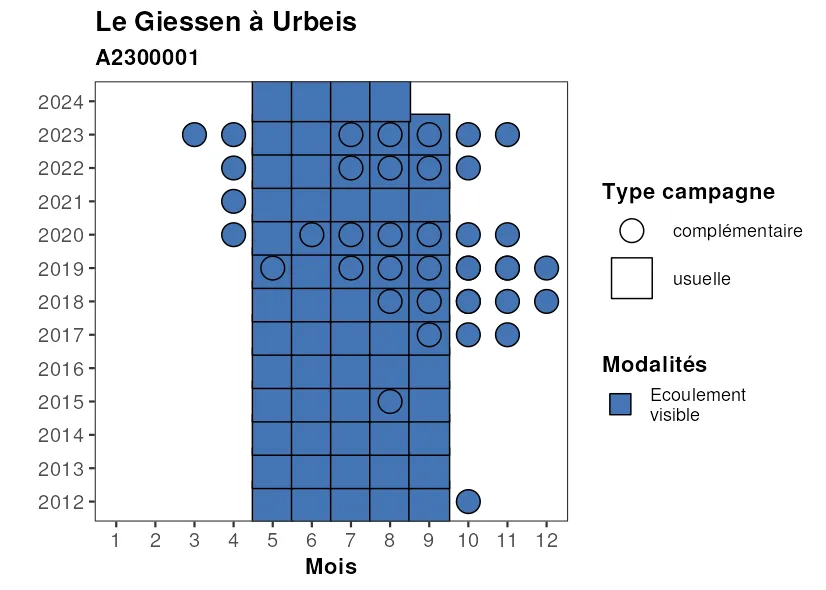 Le Giessen à Urbeis
A2300001
2024
2023
2022
2021
2020
2019
2018
2017
2016
2015
2014
2013
2012
1 2 3 4 5 6 7 8 9 10 11 12
Mois
Type campagne
complémentaire
usuelle
Modalités
Ecoulement
visible